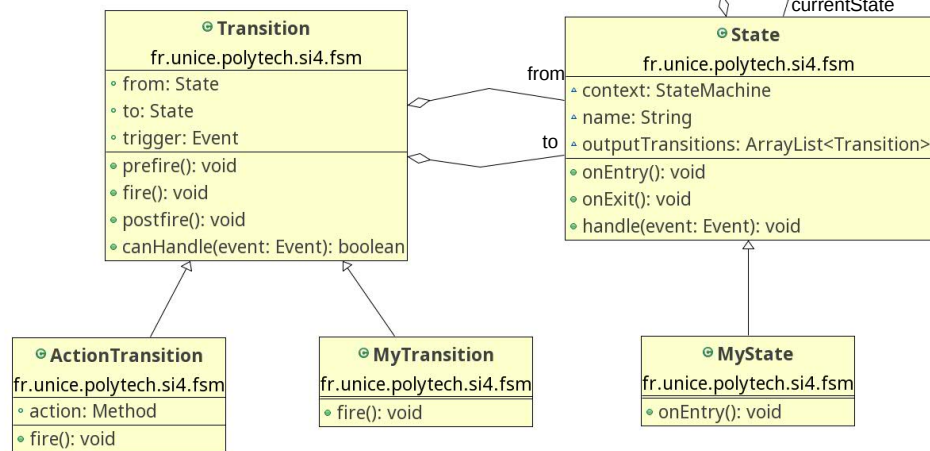 currentState
Transition
fr.unice.polytech.si4.fsm
from: State
to: State
trigger: Event
prefire(): void
fire(): void
postfire(): void
canHandle(event: Event): boolean
from
to
State
fr.unice.polytech.si4.fsm
context: StateMachine
name: String
outputTransitions: ArrayList<Transition>
onEntry(): void
onExit(): void
handle(event: Event): void
ActionTransition
fr.unice.polytech.si4.fsm
action: Method
fire(): void
MyTransition
fr.unice.polytech.si4.fsm
fire(): void
MyState
fr.unice.polytech.si4.fsm
onEntry(): void